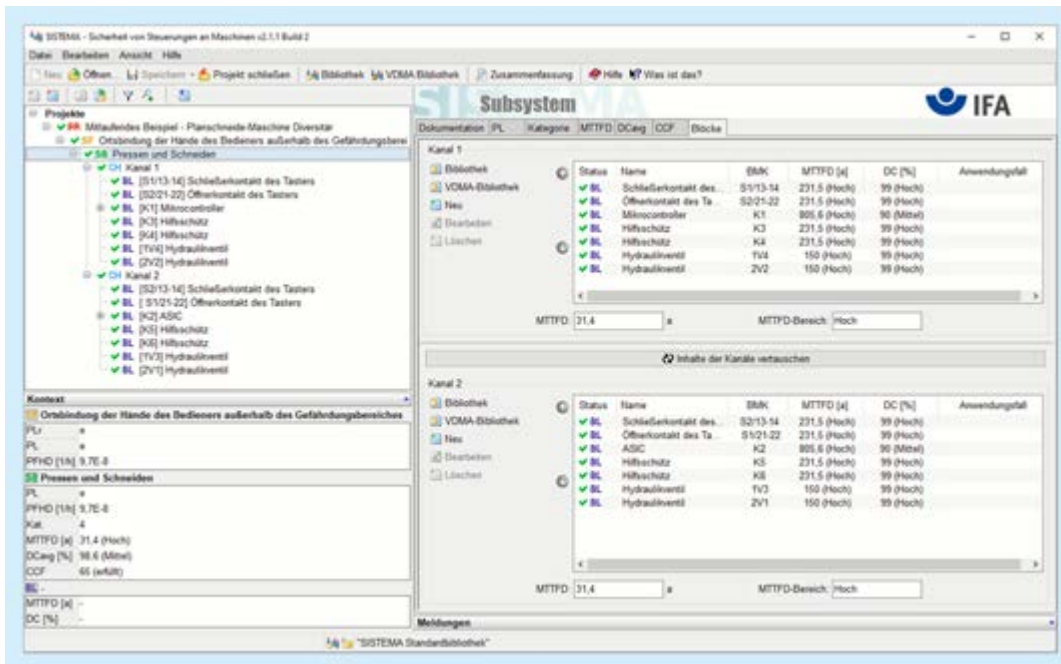 SISTEMA - Sicherheit von Steuerungen an Maschinen v2.1.1 Build 2
Datei Bearbeiten Ansicht Hilfe
Neu Öffnen... Speichern Projekt schließen Bibliothek VDMA Bibliothek Zusammenfassung Hilfe Was ist das?
Projekte
PR Mitlaufendes Beispiel - Planschneide-Maschine Diversitär
SF Ortsbindung der Hände des Bedieners außerhalb des Gefährdungsberei
SB Pressen und Schneiden
CH Kanal 1
BL [S1/13-14] Schließerkontakt des Tasters
BL [S2/21-22] Öffnerkontakt des Tasters
BL [K1] Mikrocontroller
BL [K3] Hilfsschütz
BL [K4] Hilfsschütz
BL [1V4] Hydraulikventil
BL [2V2] Hydraulikventil
CH Kanal 2
BL [S2/13-14] Schließerkontakt des Tasters
BL [ S1/21-22] Öffnerkontakt des Tasters
BL [K2] ASIC
BL [K5] Hilfsschütz
BL [K6] Hilfsschütz
BL [1V3] Hydraulikventil
BL [2V1] Hydraulikventil
Kontext
Ortsbindung der Hände des Bedieners außerhalb des Gefährdungsbereiches
PLr e
PL e
PFHD [1/h] 9,7E-8
SB Pressen und Schneiden
PL e
PFHD [1/h] 9,7E-8
Kat. 4
MTTFD [a] 31,4 (Hoch)
DCavg [%] 98,6 (Mittel)
CCF 65 (erfüllt)
BL -
MTTFD [a] -
DC [%] -
SISTEMA
Subsystem
IFA
Dokumentation PL Kategorie MTTFD DCavg CCF Blöcke
Kanal 1
Bibliothek
VDMA-Bibliothek
Neu
Bearbeiten
Löschen
Status Name BMK MTTFD [a] DC [%] Anwendungsfall
BL Schließerkontakt des... S1/13-14 231,5 (Hoch) 99 (Hoch)
BL Öffnerkontakt des Ta... S2/21-22 231,5 (Hoch) 99 (Hoch)
BL Mikrocontroller K1 805,6 (Hoch) 90 (Mittel)
BL Hilfsschütz K3 231,5 (Hoch) 99 (Hoch)
BL Hilfsschütz K4 231,5 (Hoch) 99 (Hoch)
BL Hydraulikventil 1V4 150 (Hoch) 99 (Hoch)
BL Hydraulikventil 2V2 150 (Hoch) 99 (Hoch)
MTTFD: 31,4 a MTTFD-Bereich: Hoch
Inhalte der Kanäle vertauschen
Kanal 2
Bibliothek
VDMA-Bibliothek
Neu
Bearbeiten
Löschen
Status Name BMK MTTFD [a] DC [%] Anwendungsfall
BL Schließerkontakt des... S2/13-14 231,5 (Hoch) 99 (Hoch)
BL Öffnerkontakt des Ta... S1/21-22 231,5 (Hoch) 99 (Hoch)
BL ASIC K2 805,6 (Hoch) 90 (Mittel)
BL Hilfsschütz K5 231,5 (Hoch) 99 (Hoch)
BL Hilfsschütz K6 231,5 (Hoch) 99 (Hoch)
BL Hydraulikventil 1V3 150 (Hoch) 99 (Hoch)
BL Hydraulikventil 2V1 150 (Hoch) 99 (Hoch)
MTTFD: 31,4 a MTTFD-Bereich: Hoch
Meldungen
"SISTEMA Standardbibliothek"